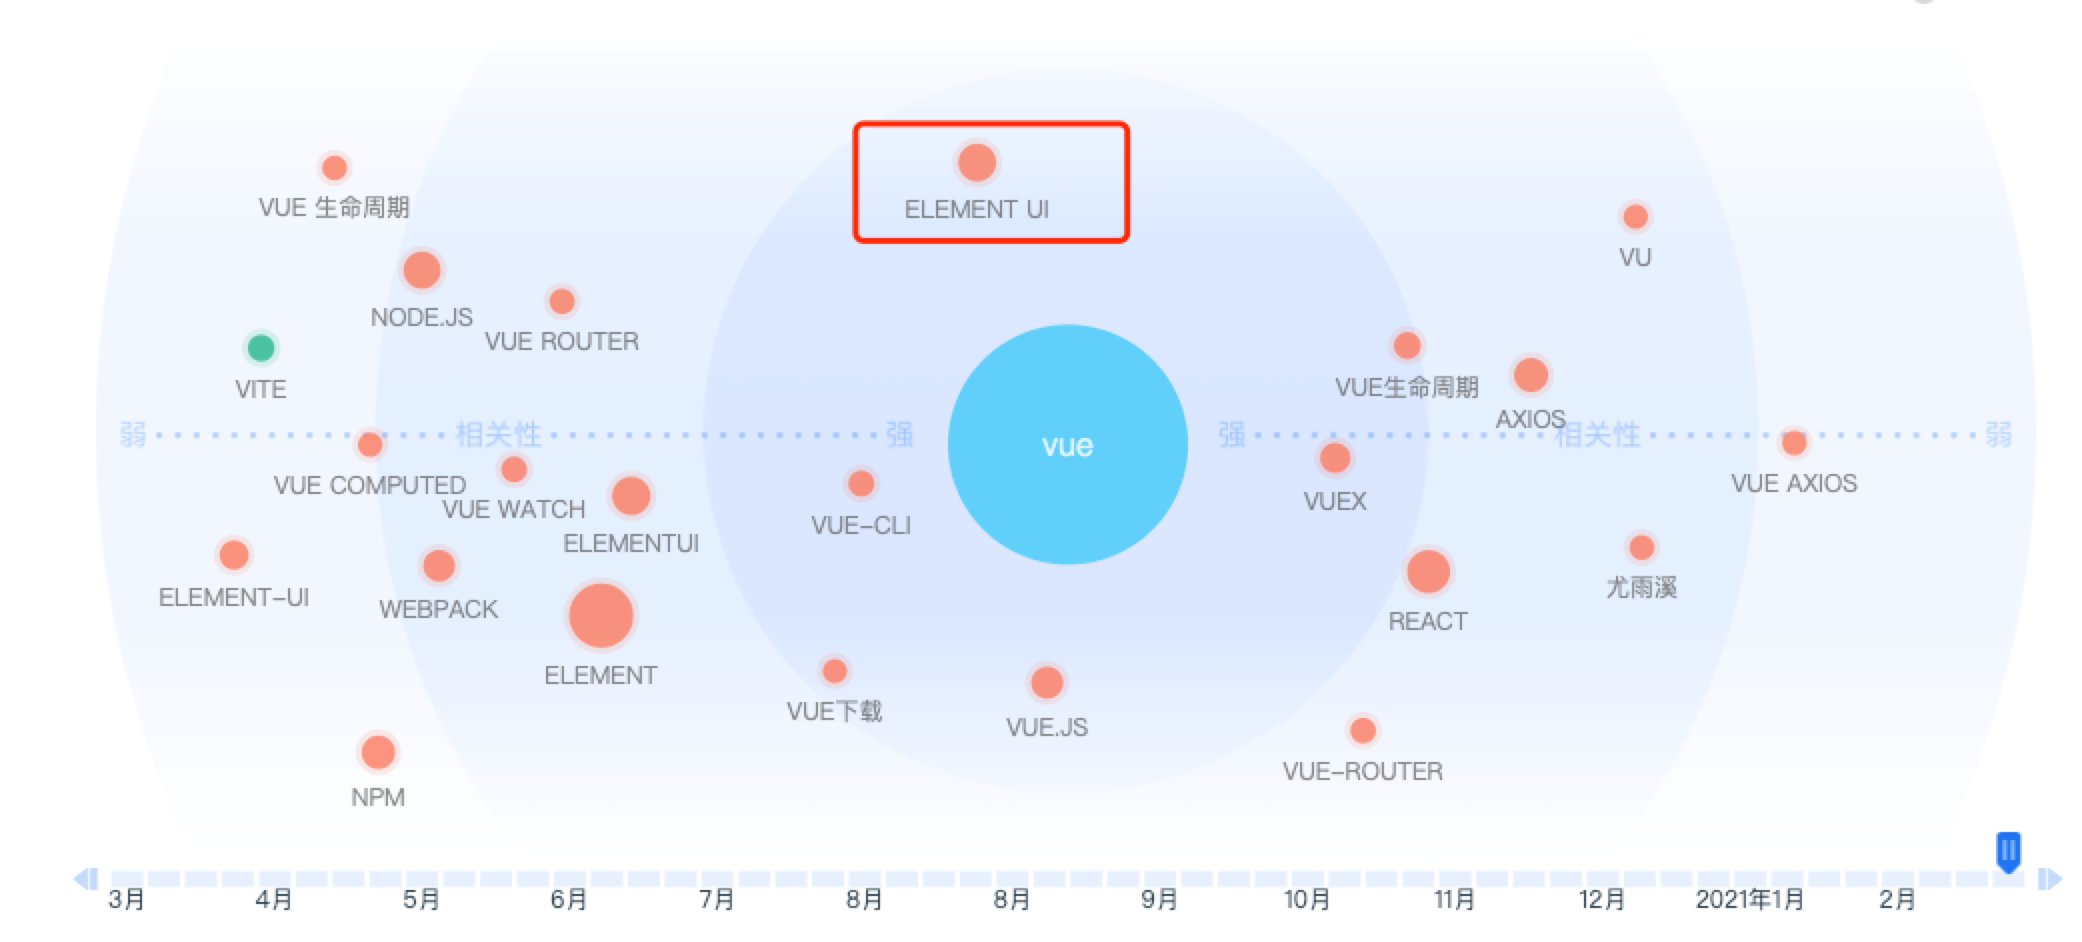 ELEMENT UI
VUE 生命周期
VU
NODE.JS
VUE ROUTER
VITE
VUE生命周期
AXIOS
弱
相关性
强
vue
强
相关性
弱
VUE COMPUTED
VUE WATCH
VUE AXIOS
VUEX
VUE-CLI
ELEMENTUI
ELEMENT-UI
WEBPACK
尤雨溪
REACT
ELEMENT
VUE下载
VUE.JS
VUE-ROUTER
NPM
3月 4月 5月 6月 7月 8月 8月 9月 10月 11月 12月 2021年1月 2月